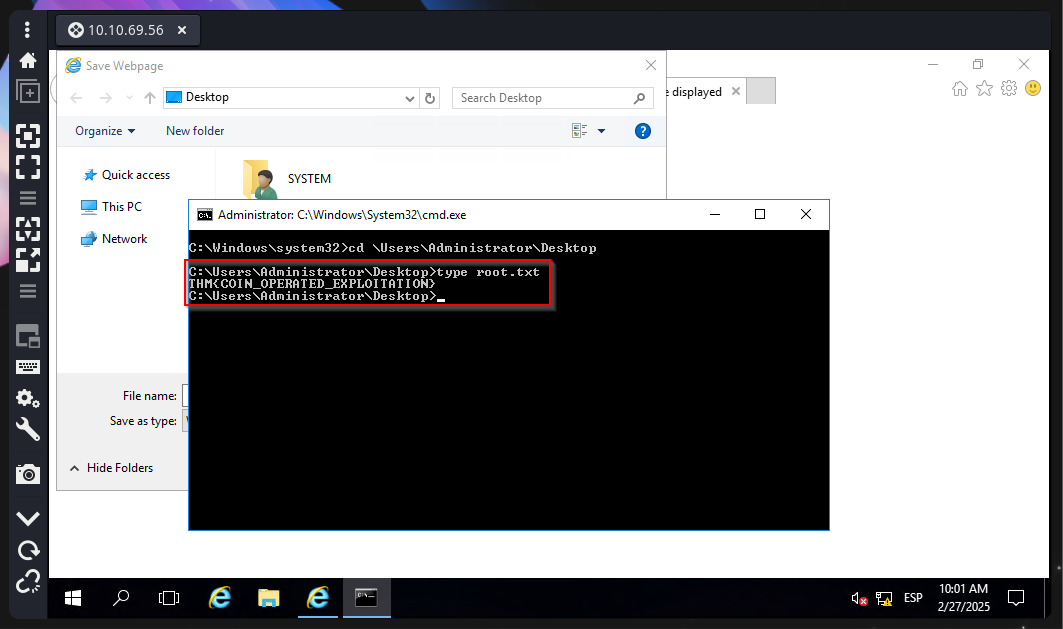 10.10.69.56
Save Webpage
Desktop
Search Desktop
e displayed
Organize
New folder
Quick access
SYSTEM
This PC
Network
Administrator: C:\Windows\System32\cmd.exe
C:\Windows\system32>cd \Users\Administrator\Desktop
C:\Users\Administrator\Desktop>type root.txt
THM{COIN_OPERATED_EXPLOITATION}
C:\Users\Administrator\Desktop>
File name:
Save as type:
Hide Folders
ESP
10:01 AM
2/27/2025